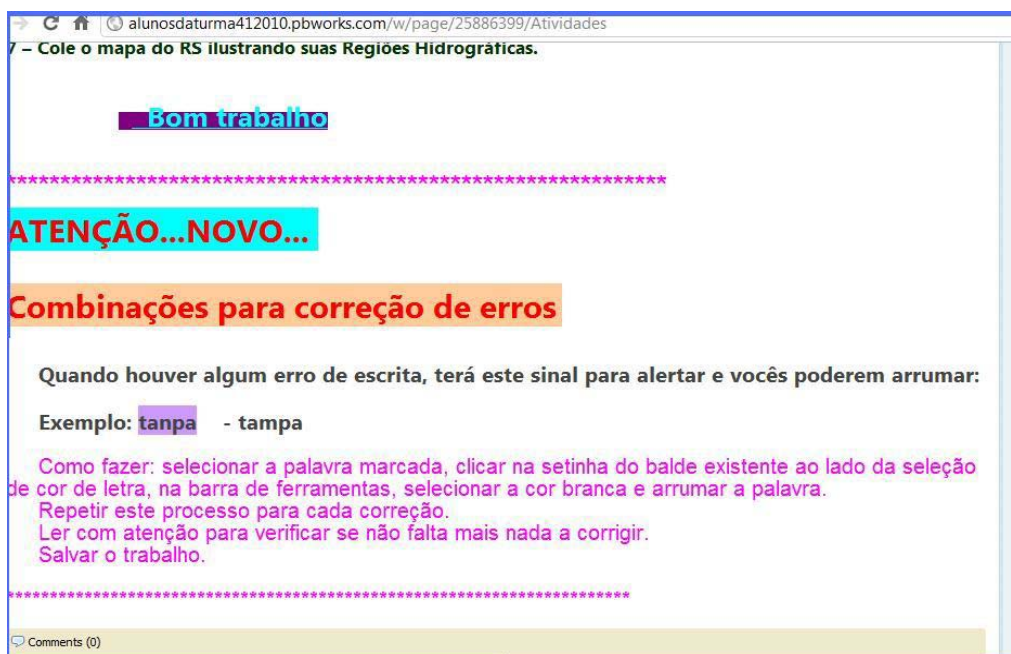 alunosdaturma412010.pbworks.com/w/page/25886399/Atividades
7 – Cole o mapa do RS ilustrando suas Regiões Hidrográficas.
_Bom trabalho
***************************************************************
ATENÇÃO...NOVO...
Combinações para correção de erros
Quando houver algum erro de escrita, terá este sinal para alertar e vocês poderem arrumar:
Exemplo: tanpa - tampa
Como fazer: selecionar a palavra marcada, clicar na setinha do balde existente ao lado da seleção
de cor de letra, na barra de ferramentas, selecionar a cor branca e arrumar a palavra.
Repetir este processo para cada correção.
Ler com atenção para verificar se não falta mais nada a corrigir.
Salvar o trabalho.
**************************************************************************
Comments (0)